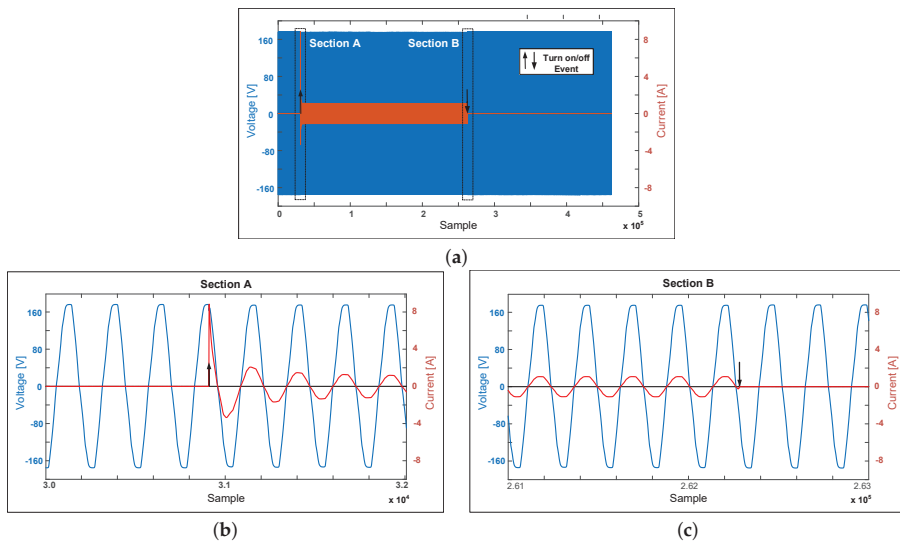 160
80
0
-80
-160
Voltage [V]
Section A
Section B
Turn on/off
Event
8
4
0
-4
-8
Current [A]
0
1
2
3
4
5
Sample
x 10⁵
(a)
Section A
160
80
0
-80
-160
Voltage [V]
8
4
0
-4
-8
Current [A]
3.0
3.1
3.2
Sample
x 10⁴
(b)
Section B
160
80
0
-80
-160
Voltage [V]
8
4
0
-4
-8
Current [A]
2.61
2.62
2.63
Sample
x 10⁵
(c)